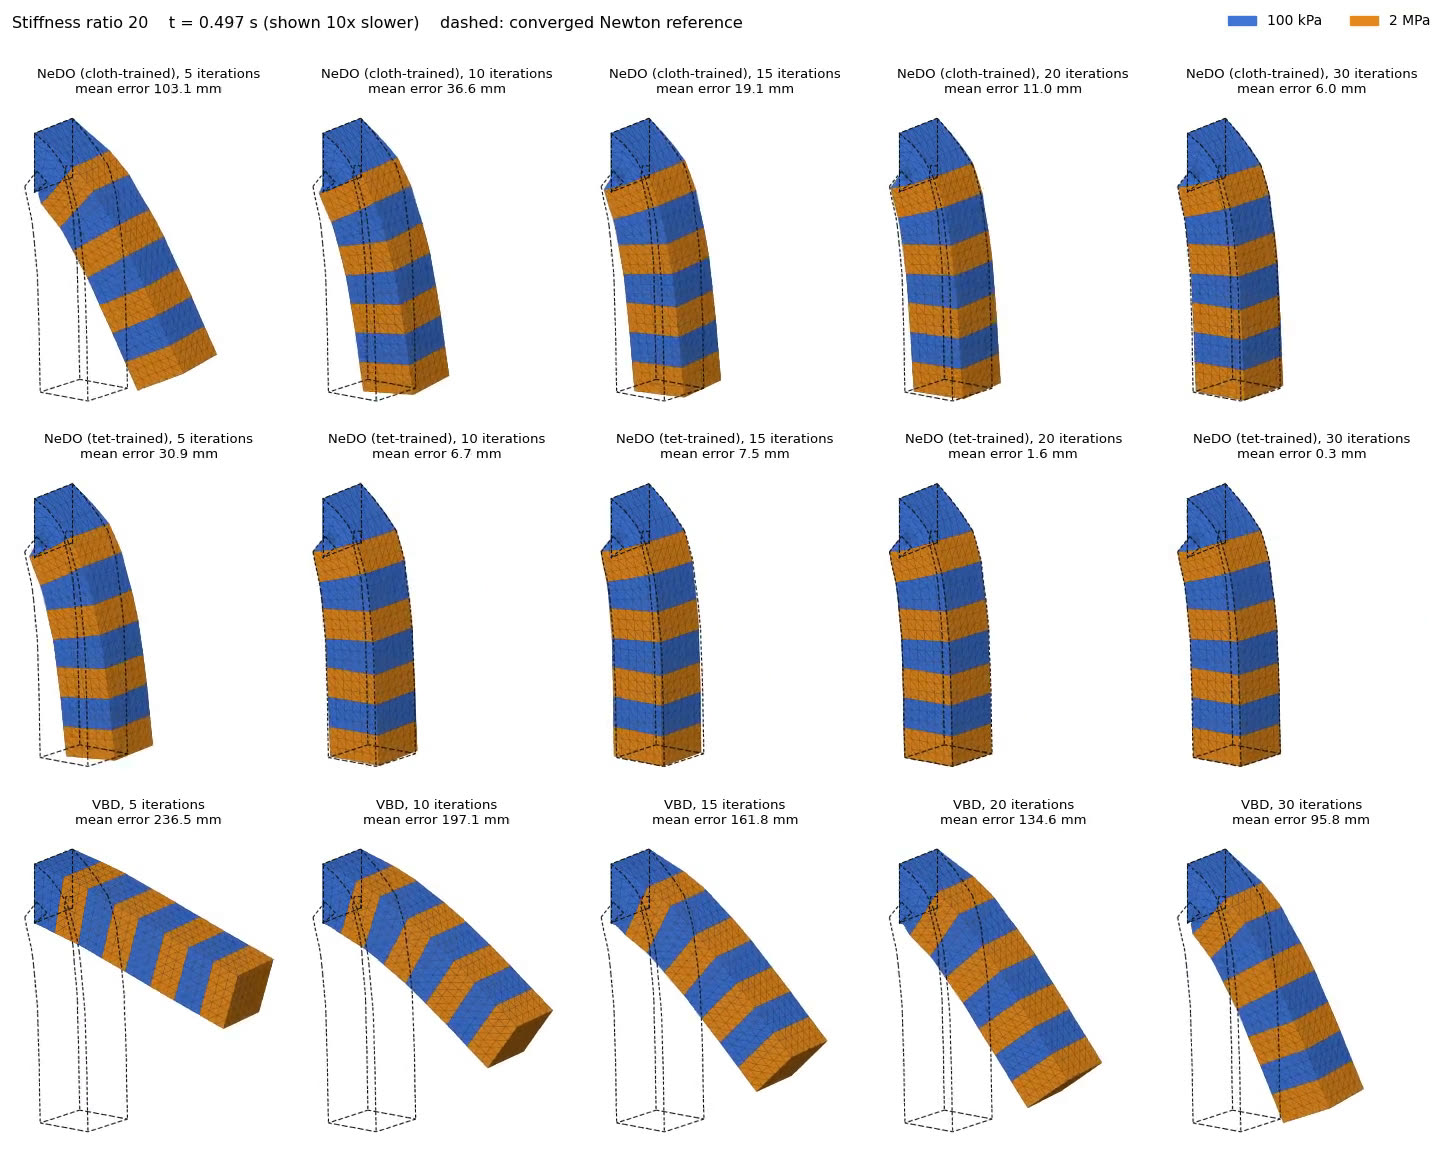 Stiffness ratio 20    t = 0.497 s (shown 10x slower)    dashed: converged Newton reference
100 kPa    2 MPa
NeDO (cloth-trained), 5 iterations
mean error 103.1 mm
NeDO (cloth-trained), 10 iterations
mean error 36.6 mm
NeDO (cloth-trained), 15 iterations
mean error 19.1 mm
NeDO (cloth-trained), 20 iterations
mean error 11.0 mm
NeDO (cloth-trained), 30 iterations
mean error 6.0 mm
NeDO (tet-trained), 5 iterations
mean error 30.9 mm
NeDO (tet-trained), 10 iterations
mean error 6.7 mm
NeDO (tet-trained), 15 iterations
mean error 7.5 mm
NeDO (tet-trained), 20 iterations
mean error 1.6 mm
NeDO (tet-trained), 30 iterations
mean error 0.3 mm
VBD, 5 iterations
mean error 236.5 mm
VBD, 10 iterations
mean error 197.1 mm
VBD, 15 iterations
mean error 161.8 mm
VBD, 20 iterations
mean error 134.6 mm
VBD, 30 iterations
mean error 95.8 mm